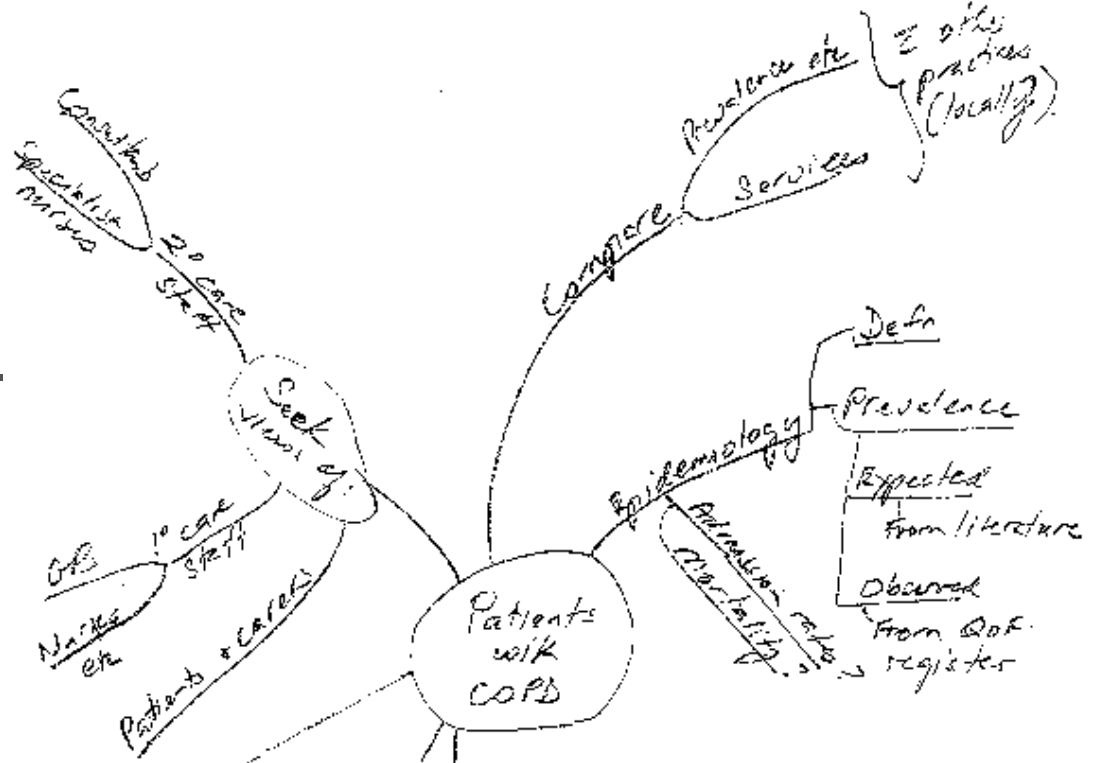 Prevalence etc
Services
Compare
c̄ other
practices
(locally).
Consultants
Specialist
nurses
2° care
staff
Seek
views of:
1° care
staff
GPs
Nurses
etc
Patients + carers
Patients
with
COPD
Epidemiology
Defn
Prevalence
Expected
From literature
Observed
From QOF
register
Admission rate
Mortality